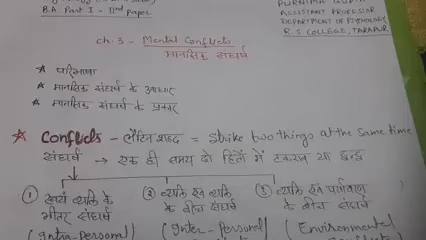 B.A. Part I - IInd Paper
PURNIMA GUPTA
ASSISTANT PROFESSOR
DEPARTMENT OF PSYCHOLOGY
R.S COLLEGE, TARAPUR
Ch-3 - Mental Conflicts
मानसिक संघर्ष
★ परिभाषा
★ मानसिक संघर्ष के आधार
★ मानसिक संघर्ष के प्रकार
★ Conflicts - लैटिन शब्द = strike two things at the same time
संघर्ष → एक ही समय दो हितों में टकराव या द्वन्द्व
① स्वयं व्यक्ति के ② व्यक्ति एवं व्यक्ति ③ व्यक्ति एवं पर्यावरण
भीतर संघर्ष के बीच संघर्ष के बीच संघर्ष
(Intra-Personal) (Inter-Personal) (Environmental